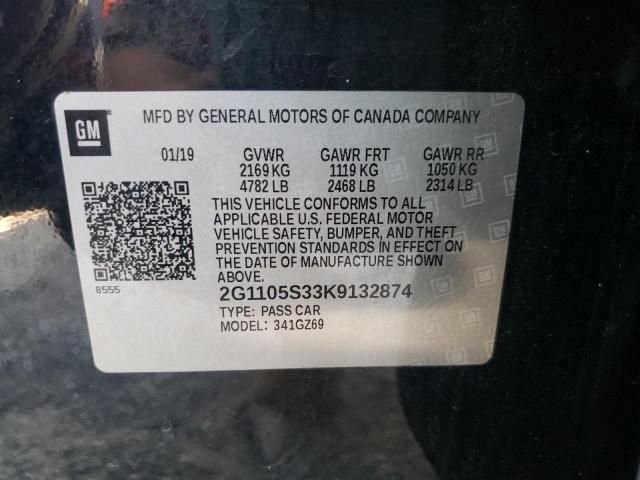 GM
MFD BY GENERAL MOTORS OF CANADA COMPANY
01/19 GVWR GAWR FRT GAWR RR
2169 KG 1119 KG 1050 KG
4782 LB 2468 LB 2314 LB
THIS VEHICLE CONFORMS TO ALL
APPLICABLE U.S. FEDERAL MOTOR
VEHICLE SAFETY, BUMPER, AND THEFT
PREVENTION STANDARDS IN EFFECT ON
THE DATE OF MANUFACTURE SHOWN
ABOVE.
8555
2G1105S33K9132874
TYPE: PASS CAR
MODEL: 341GZ69